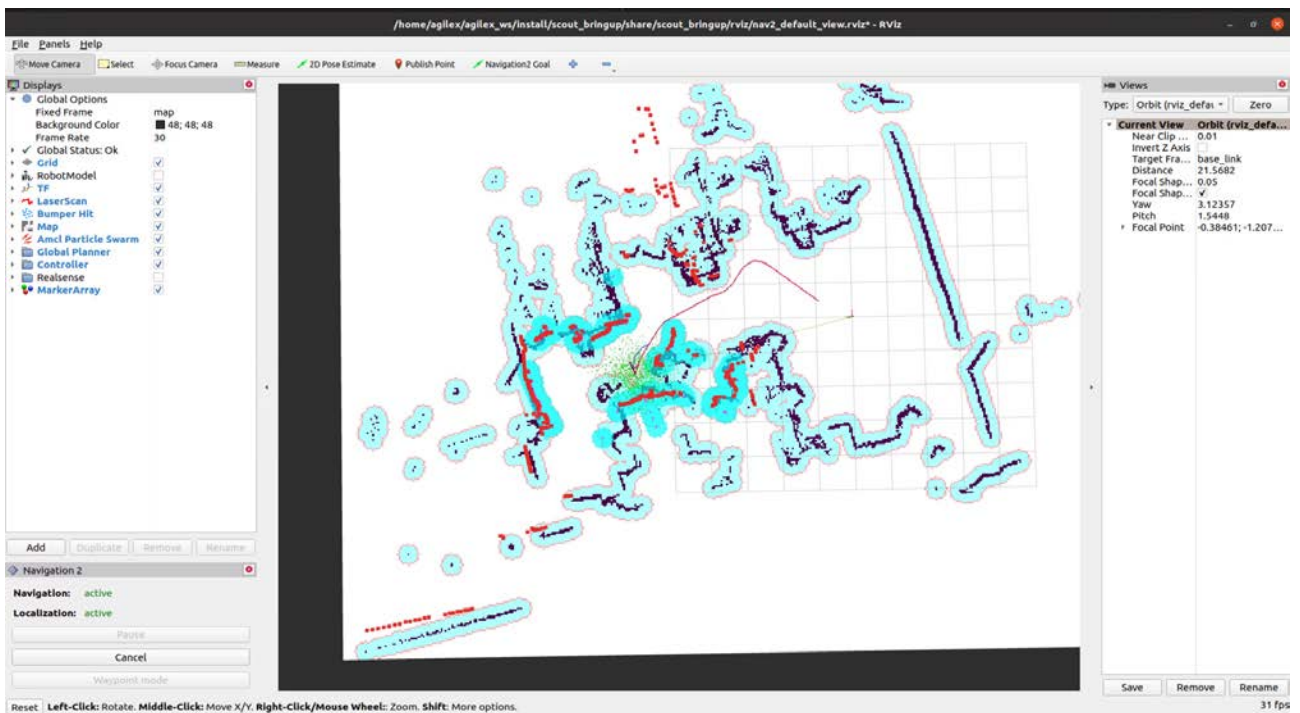 /home/agilex/agilex_ws/install/scout_bringup/share/scout_bringup/rviz/nav2_default_view.rviz* - RViz
File Panels Help
Move Camera Select Focus Camera Measure 2D Pose Estimate Publish Point Navigation2 Goal
Displays
Global Options
Fixed Frame map
Background Color 48; 48; 48
Frame Rate 30
Global Status: Ok
Grid
RobotModel
TF
LaserScan
Bumper Hit
Map
Amcl Particle Swarm
Global Planner
Controller
Realsense
MarkerArray
Add Duplicate Remove Rename
Navigation 2
Navigation: active
Localization: active
Pause
Cancel
Waypoint mode
Reset Left-Click: Rotate. Middle-Click: Move X/Y. Right-Click/Mouse Wheel:: Zoom. Shift: More options.
Views
Type: Orbit (rviz_defau Zero
Current View Orbit (rviz_defa...
Near Clip ... 0.01
Invert Z Axis
Target Fra... base_link
Distance 21.5682
Focal Shap... 0.05
Focal Shap...
Yaw 3.12357
Pitch 1.5448
Focal Point -0.38461; -1.207...
Save Remove Rename
31 fps